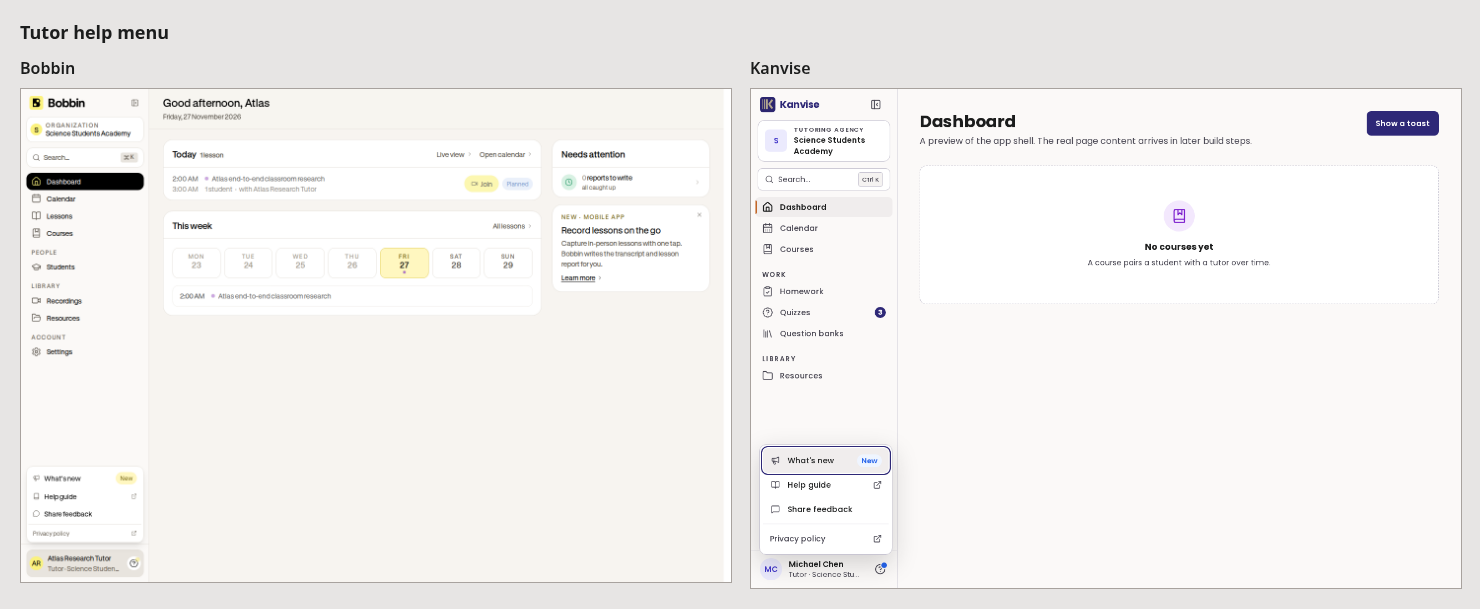 Tutor help menu
Bobbin
Bobbin
ORGANIZATION
S
Science Students Academy
Search...
⌘K
Dashboard
Calendar
Lessons
Courses
PEOPLE
Students
LIBRARY
Recordings
Resources
ACCOUNT
Settings
What's new
New
Help guide
Share feedback
Privacy policy
AR
Atlas Research Tutor
Tutor · Science Studen...
Good afternoon, Atlas
Friday, 27 November 2026
Today 1 lesson
Live view
Open calendar
2:00 AM Atlas end-to-end classroom research
3:00 AM 1 student · with Atlas Research Tutor
Join
Planned
This week
All lessons
MON
23
TUE
24
WED
25
THU
26
FRI
27
SAT
28
SUN
29
2:00 AM Atlas end-to-end classroom research
Needs attention
0 reports to write
all caught up
NEW · MOBILE APP
Record lessons on the go
Capture in-person lessons with one tap.
Bobbin writes the transcript and lesson
report for you.
Learn more
Kanvise
Kanvise
TUTORING AGENCY
S
Science Students
Academy
Search...
Ctrl K
Dashboard
Calendar
Courses
WORK
Homework
Quizzes
3
Question banks
LIBRARY
Resources
What's new
New
Help guide
Share feedback
Privacy policy
MC
Michael Chen
Tutor · Science Stu...
Dashboard
A preview of the app shell. The real page content arrives in later build steps.
Show a toast
No courses yet
A course pairs a student with a tutor over time.